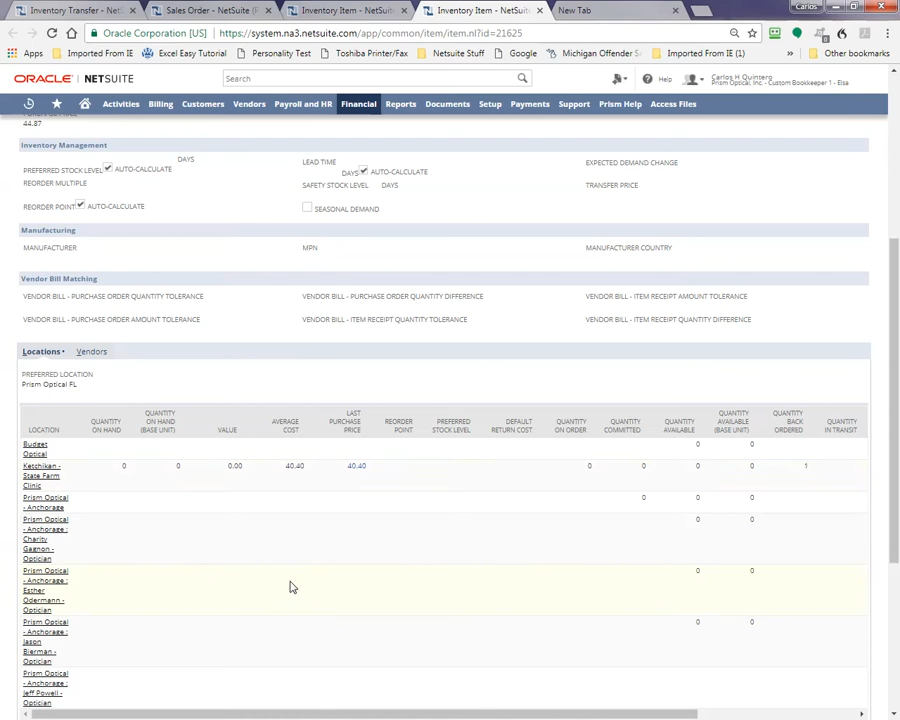 Inventory Transfer - NetS
Sales Order - NetSuite (P
Inventory Item - NetSuite
Inventory Item - NetSuite
New Tab
Carlos
Oracle Corporation [US]
https://system.na3.netsuite.com/app/common/item/item.nl?id=21625
Apps
Imported From IE
Excel Easy Tutorial
Personality Test
Toshiba Printer/Fax
Netsuite Stuff
Google
Michigan Offender S
Imported From IE (1)
»
Other bookmarks
ORACLE NETSUITE
Search
Help
Carlos H Quintero
Prism Optical, Inc. - Custom Bookkeeper 1 - Elsa
Activities Billing Customers Vendors Payroll and HR Financial Reports Documents Setup Payments Support Prism Help Access Files
44.87
Inventory Management
PREFERRED STOCK LEVEL
AUTO-CALCULATE
DAYS
LEAD TIME
DAYS
AUTO-CALCULATE
EXPECTED DEMAND CHANGE
REORDER MULTIPLE
SAFETY STOCK LEVEL DAYS
TRANSFER PRICE
REORDER POINT
AUTO-CALCULATE
SEASONAL DEMAND
Manufacturing
MANUFACTURER
MPN
MANUFACTURER COUNTRY
Vendor Bill Matching
VENDOR BILL - PURCHASE ORDER QUANTITY TOLERANCE
VENDOR BILL - PURCHASE ORDER QUANTITY DIFFERENCE
VENDOR BILL - ITEM RECEIPT AMOUNT TOLERANCE
VENDOR BILL - PURCHASE ORDER AMOUNT TOLERANCE
VENDOR BILL - ITEM RECEIPT QUANTITY TOLERANCE
VENDOR BILL - ITEM RECEIPT QUANTITY DIFFERENCE
Locations •
Vendors
PREFERRED LOCATION
Prism Optical FL
LOCATION
QUANTITY
ON HAND
QUANTITY
ON HAND
(BASE UNIT)
VALUE
AVERAGE
COST
LAST
PURCHASE
PRICE
REORDER
POINT
PREFERRED
STOCK LEVEL
DEFAULT
RETURN COST
QUANTITY
ON ORDER
QUANTITY
COMMITTED
QUANTITY
AVAILABLE
QUANTITY
AVAILABLE
(BASE UNIT)
QUANTITY
BACK
ORDERED
QUANTITY
IN TRANSIT
Budget
Optical
0 0
Ketchikan -
State Farm
Clinic
0 0 0.00 40.40 40.40 0 0 0 0 1
Prism Optical
- Anchorage
0 0 0
Prism Optical
- Anchorage :
Charity
Gagnon -
Optician
0 0
Prism Optical
- Anchorage :
Esther
Odermann -
Optician
0 0
Prism Optical
- Anchorage :
Jason
Bierman -
Optician
0 0
Prism Optical
- Anchorage :
Jeff Powell -
Optician